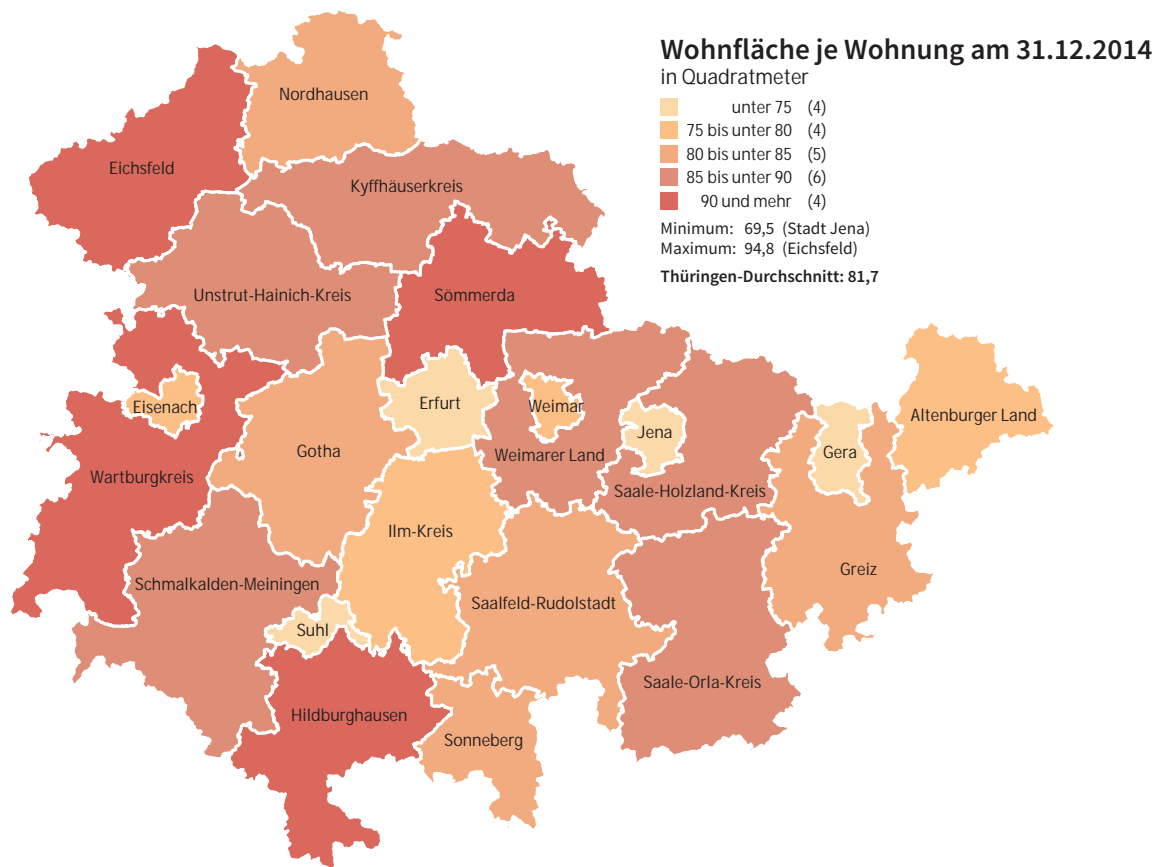 Wohnfläche je Wohnung am 31.12.2014
in Quadratmeter
unter 75 (4)
75 bis unter 80 (4)
80 bis unter 85 (5)
85 bis unter 90 (6)
90 und mehr (4)
Minimum: 69,5 (Stadt Jena)
Maximum: 94,8 (Eichsfeld)
Thüringen-Durchschnitt: 81,7
Nordhausen
Eichsfeld
Kyffhäuserkreis
Unstrut-Hainich-Kreis
Sömmerda
Eisenach
Erfurt
Weimar
Altenburger Land
Jena
Gotha
Gera
Weimarer Land
Wartburgkreis
Saale-Holzland-Kreis
Ilm-Kreis
Greiz
Schmalkalden-Meiningen
Saalfeld-Rudolstadt
Suhl
Saale-Orla-Kreis
Hildburghausen
Sonneberg